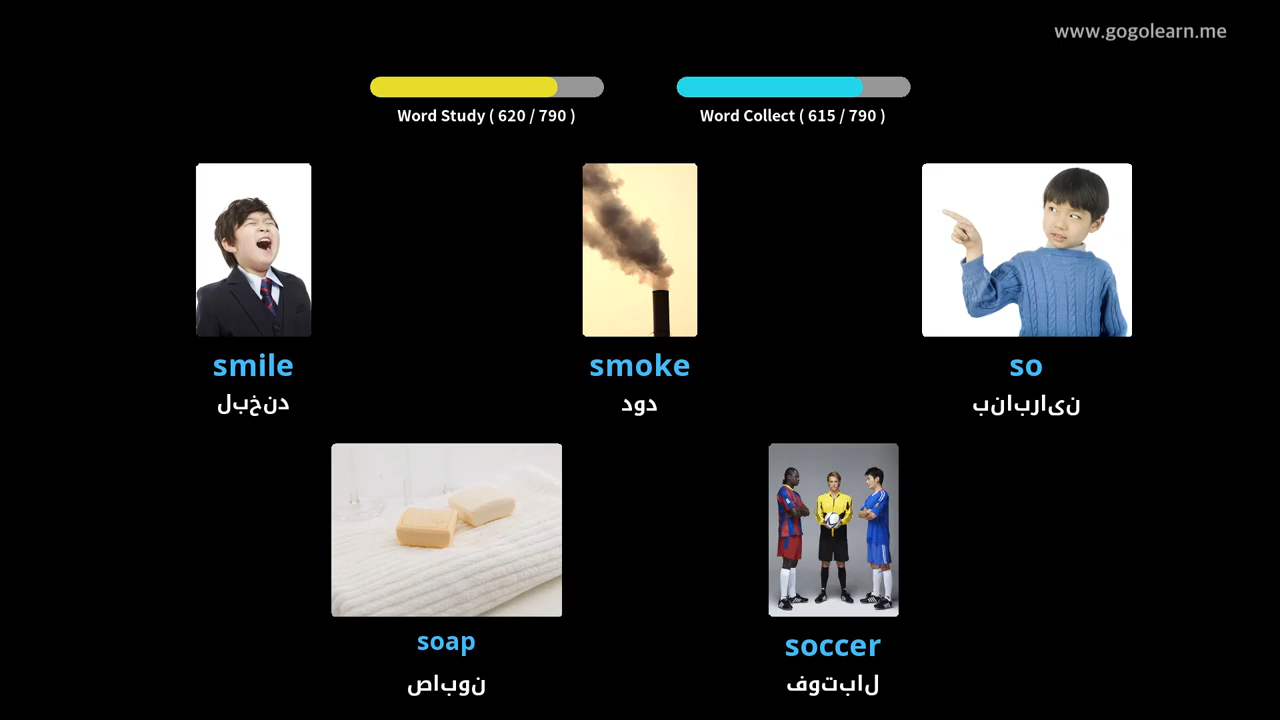 www.gogolearn.me
Word Study ( 620 / 790 )
Word Collect ( 615 / 790 )
smile
دنخبل
smoke
دود
so
نیاربانب
soap
نوباص
soccer
لابتوف